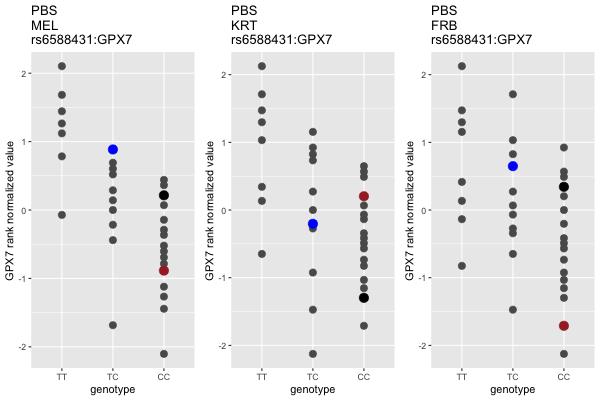 PBS
MEL
rs6588431:GPX7
GPX7 rank normalized value
2
1
0
-1
-2
TT TC CC
genotype
PBS
KRT
rs6588431:GPX7
GPX7 rank normalized value
2
1
0
-1
-2
TT TC CC
genotype
PBS
FRB
rs6588431:GPX7
GPX7 rank normalized value
2
1
0
-1
-2
TT TC CC
genotype